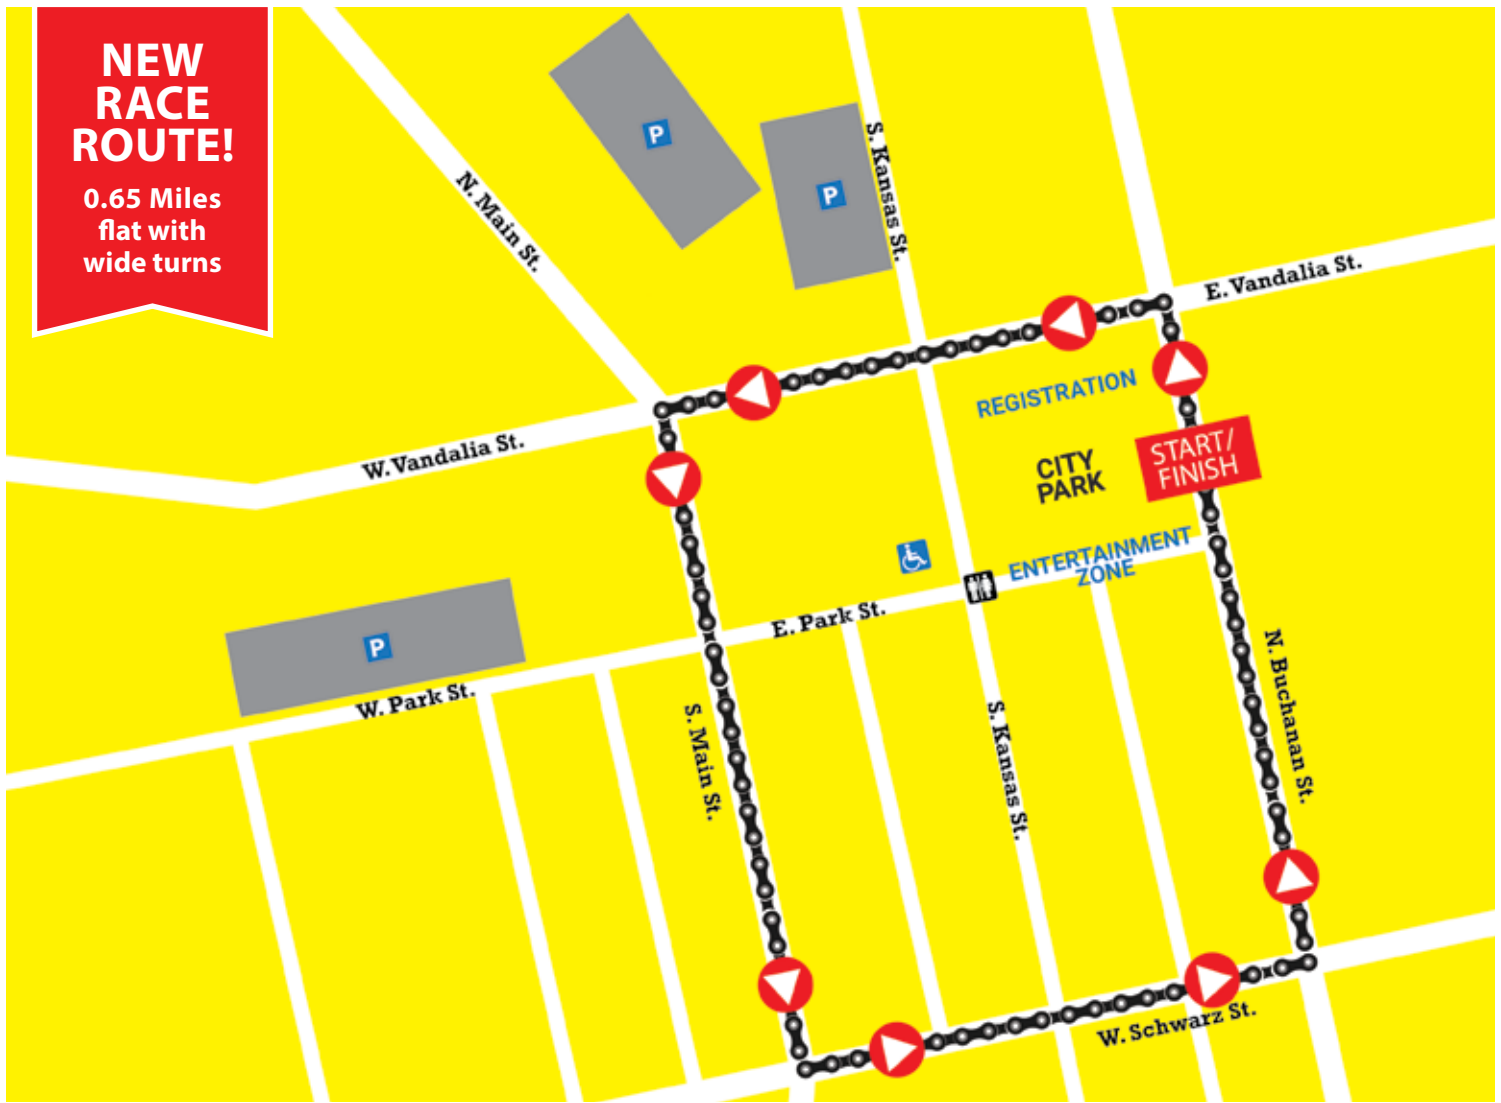 NEW
RACE
ROUTE!
0.65 Miles
flat with
wide turns
P
P
S. Kansas St.
N. Main St.
E. Vandalia St.
REGISTRATION
W. Vandalia St.
CITY
PARK
START/
FINISH
ENTERTAINMENT
ZONE
E. Park St.
P
W. Park St.
S. Main St.
S. Kansas St.
N. Buchanan St.
W. Schwarz St.